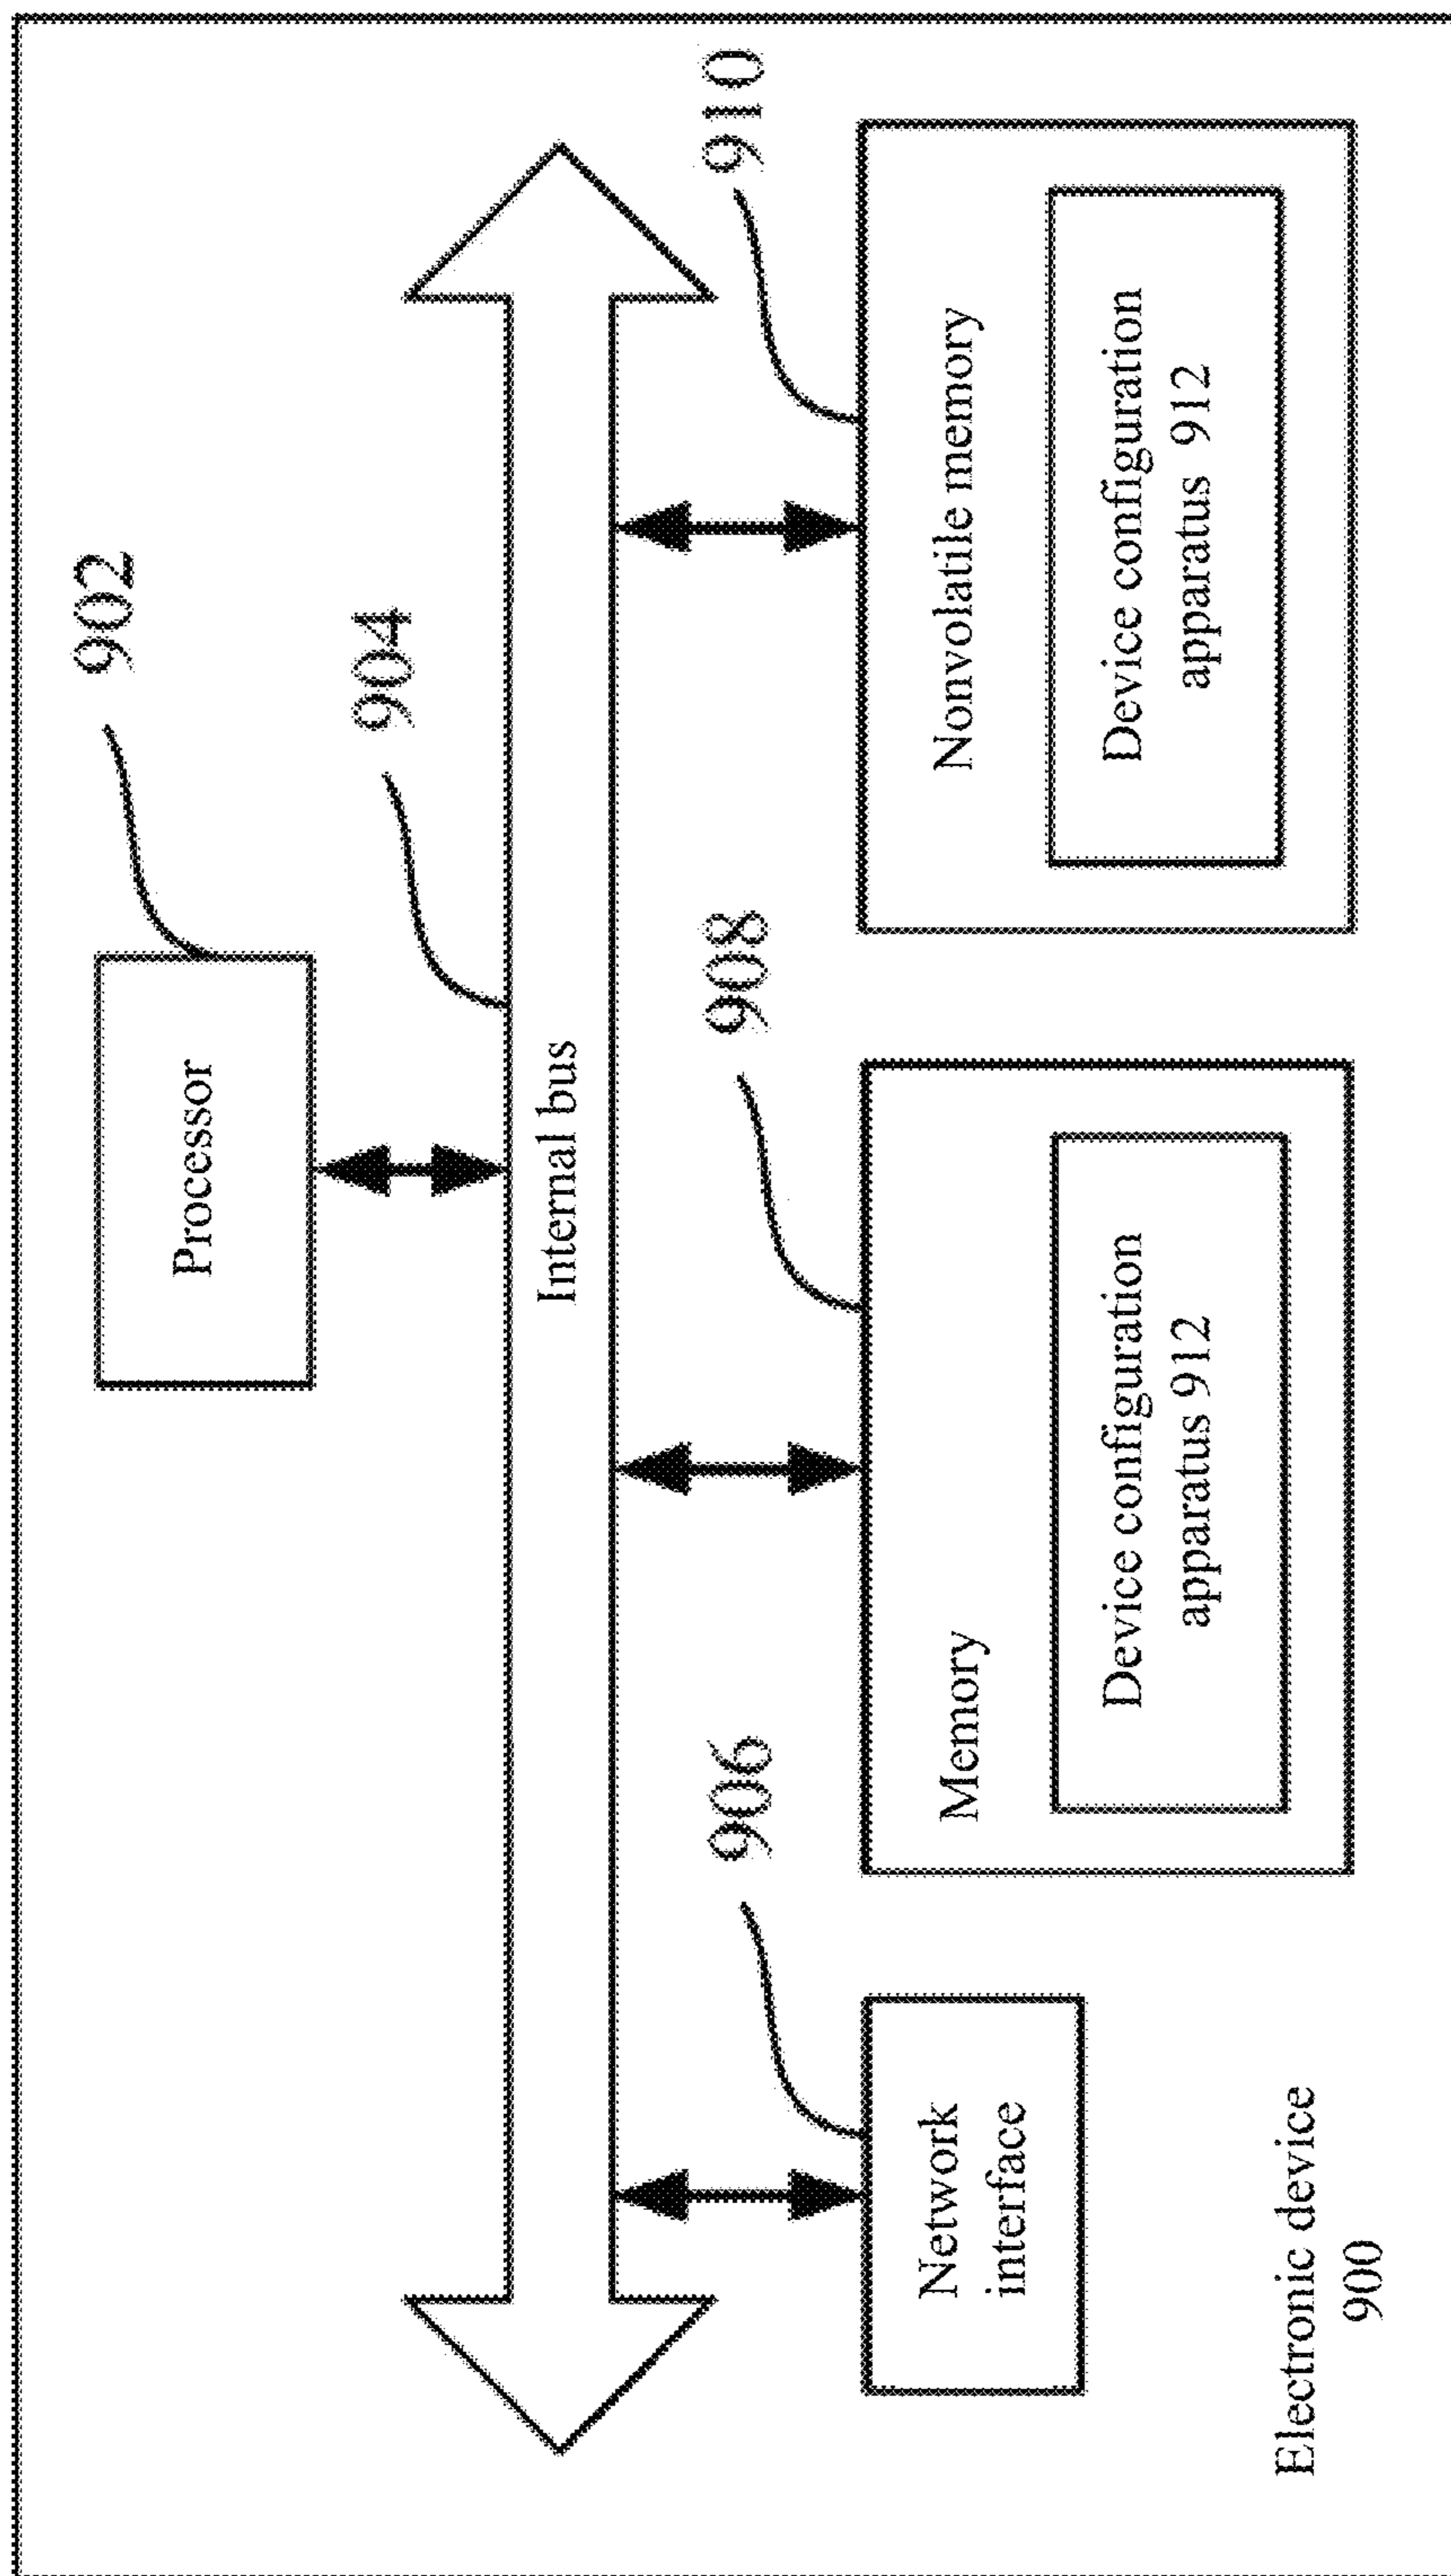 902
Processor
904
Internal bus
906
908
910
Network
interface
Memory
Device configuration
apparatus 912
Nonvolatile memory
Device configuration
apparatus 912
Electronic device
900